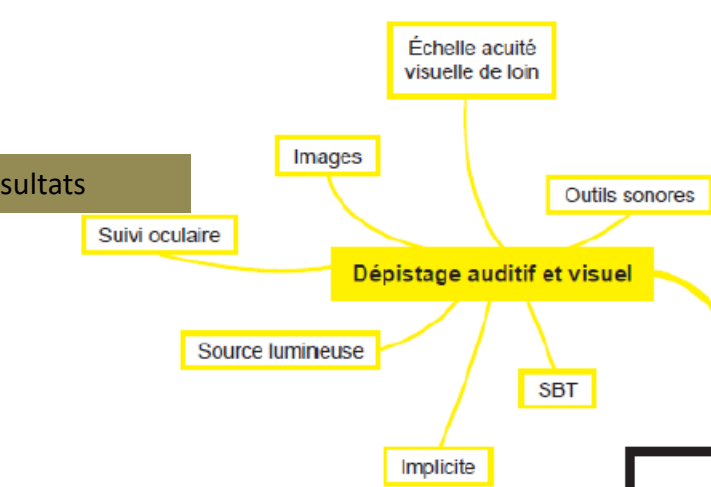 Échelle acuité
visuelle de loin
Images
sultats
Outils sonores
Suivi oculaire
Dépistage auditif et visuel
Source lumineuse
SBT
Implicite